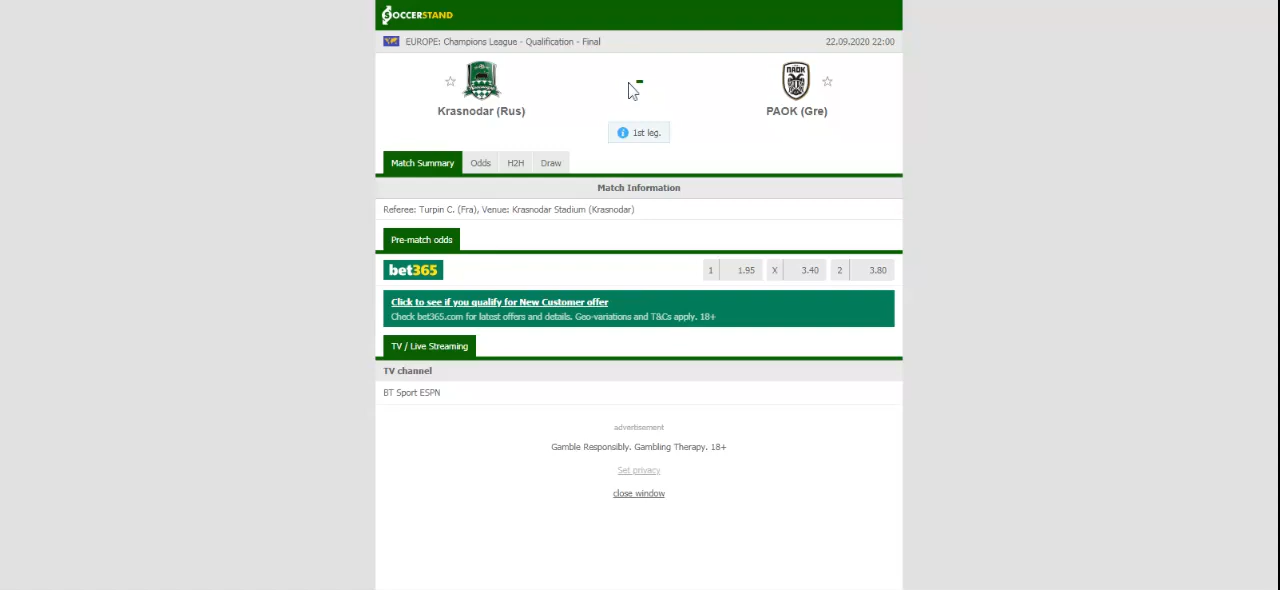 SOCCERSTAND
EUROPE: Champions League - Qualification - Final 22.09.2020 22:00
ΠΑΟΚ
-
Krasnodar (Rus) PAOK (Gre)
1st leg.
Match Summary Odds H2H Draw
Match Information
Referee: Turpin C. (Fra), Venue: Krasnodar Stadium (Krasnodar)
Pre-match odds
bet365 1 1.95 X 3.40 2 3.80
Click to see if you qualify for New Customer offer
Check bet365.com for latest offers and details. Geo-variations and T&Cs apply. 18+
TV / Live Streaming
TV channel
BT Sport ESPN
advertisement
Gamble Responsibly. Gambling Therapy. 18+
Set privacy
close window